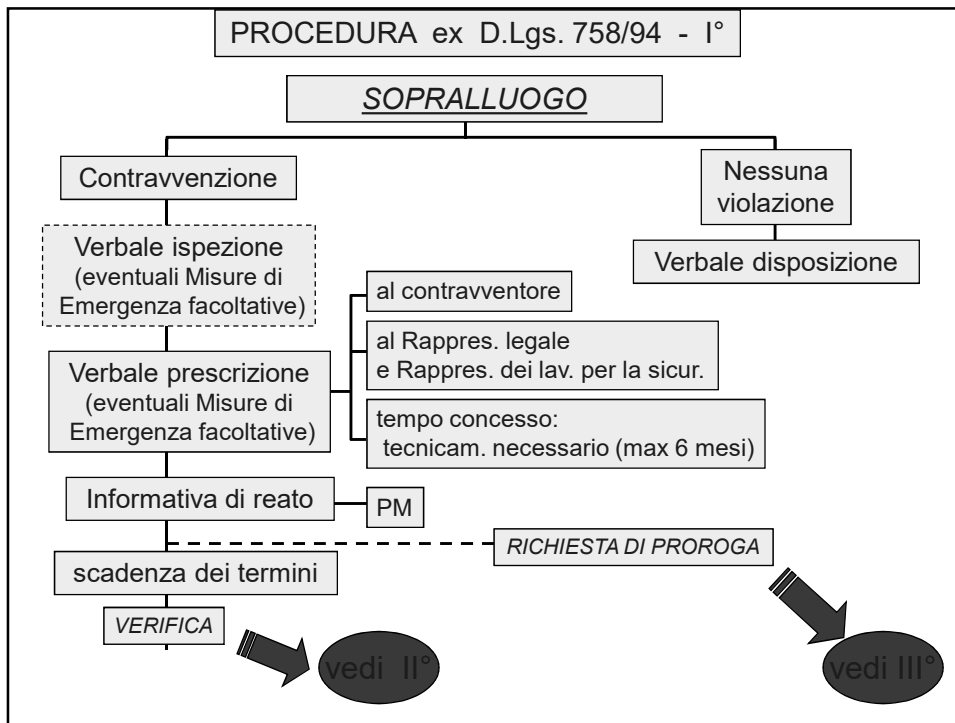 PROCEDURA ex D.Lgs. 758/94 - I°
SOPRALLUOGO
Contravvenzione
Nessuna
violazione
Verbale ispezione
(eventuali Misure di
Emergenza facoltative)
Verbale disposizione
al contravventore
al Rappres. legale
e Rappres. dei lav. per la sicur.
Verbale prescrizione
(eventuali Misure di
Emergenza facoltative)
tempo concesso:
tecnicam. necessario (max 6 mesi)
Informativa di reato
PM
RICHIESTA DI PROROGA
scadenza dei termini
VERIFICA
vedi II°
vedi III°